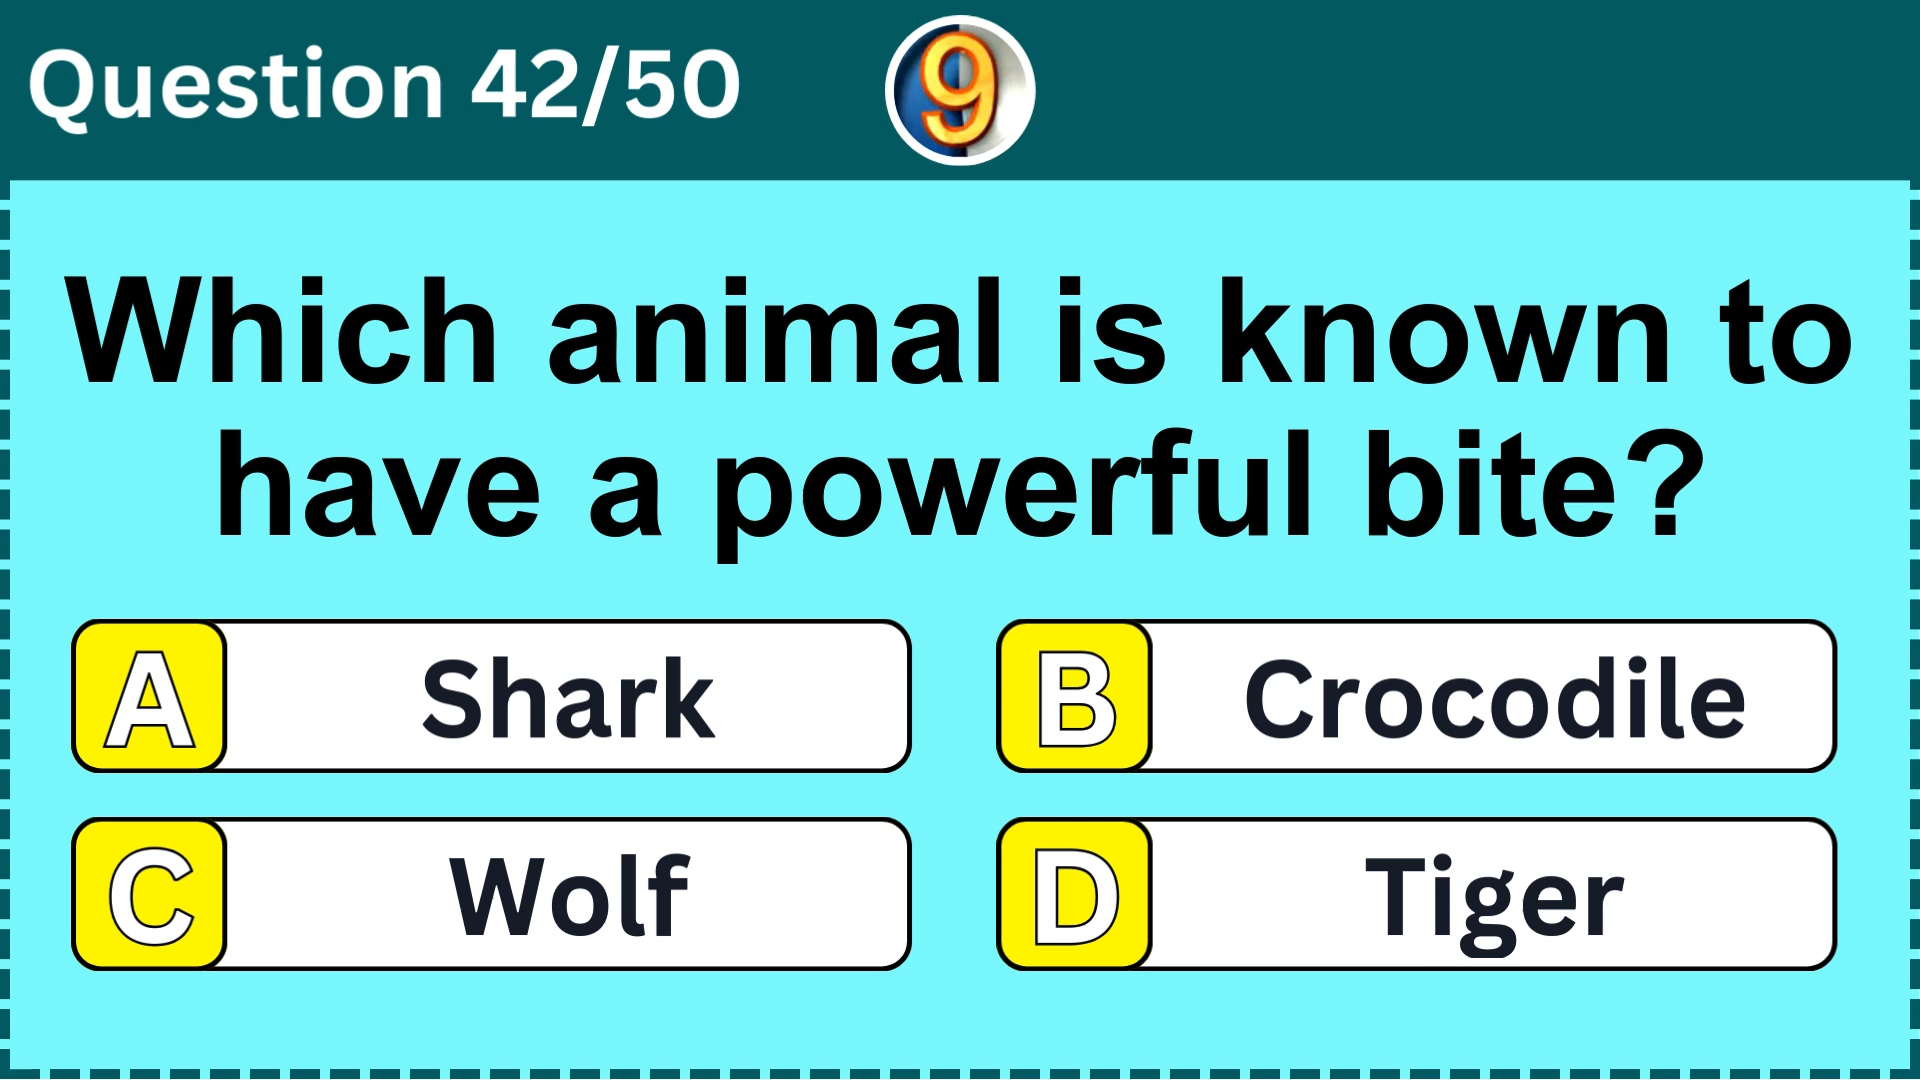 Question 42/50
9
Which animal is known to
have a powerful bite?
A Shark
B Crocodile
C Wolf
D Tiger